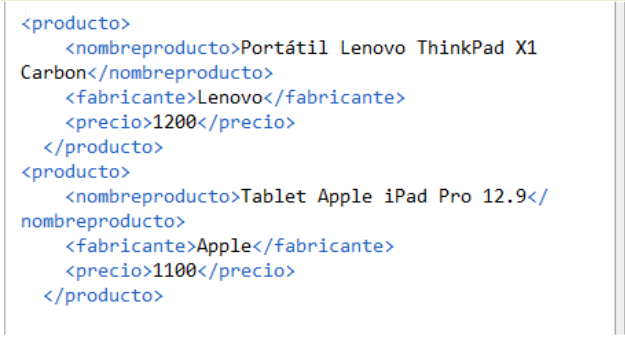 <producto>
<nombreproducto>Portátil Lenovo ThinkPad X1
Carbon</nombreproducto>
<fabricante>Lenovo</fabricante>
<precio>1200</precio>
</producto>
<producto>
<nombreproducto>Tablet Apple iPad Pro 12.9</
nombreproducto>
<fabricante>Apple</fabricante>
<precio>1100</precio>
</producto>